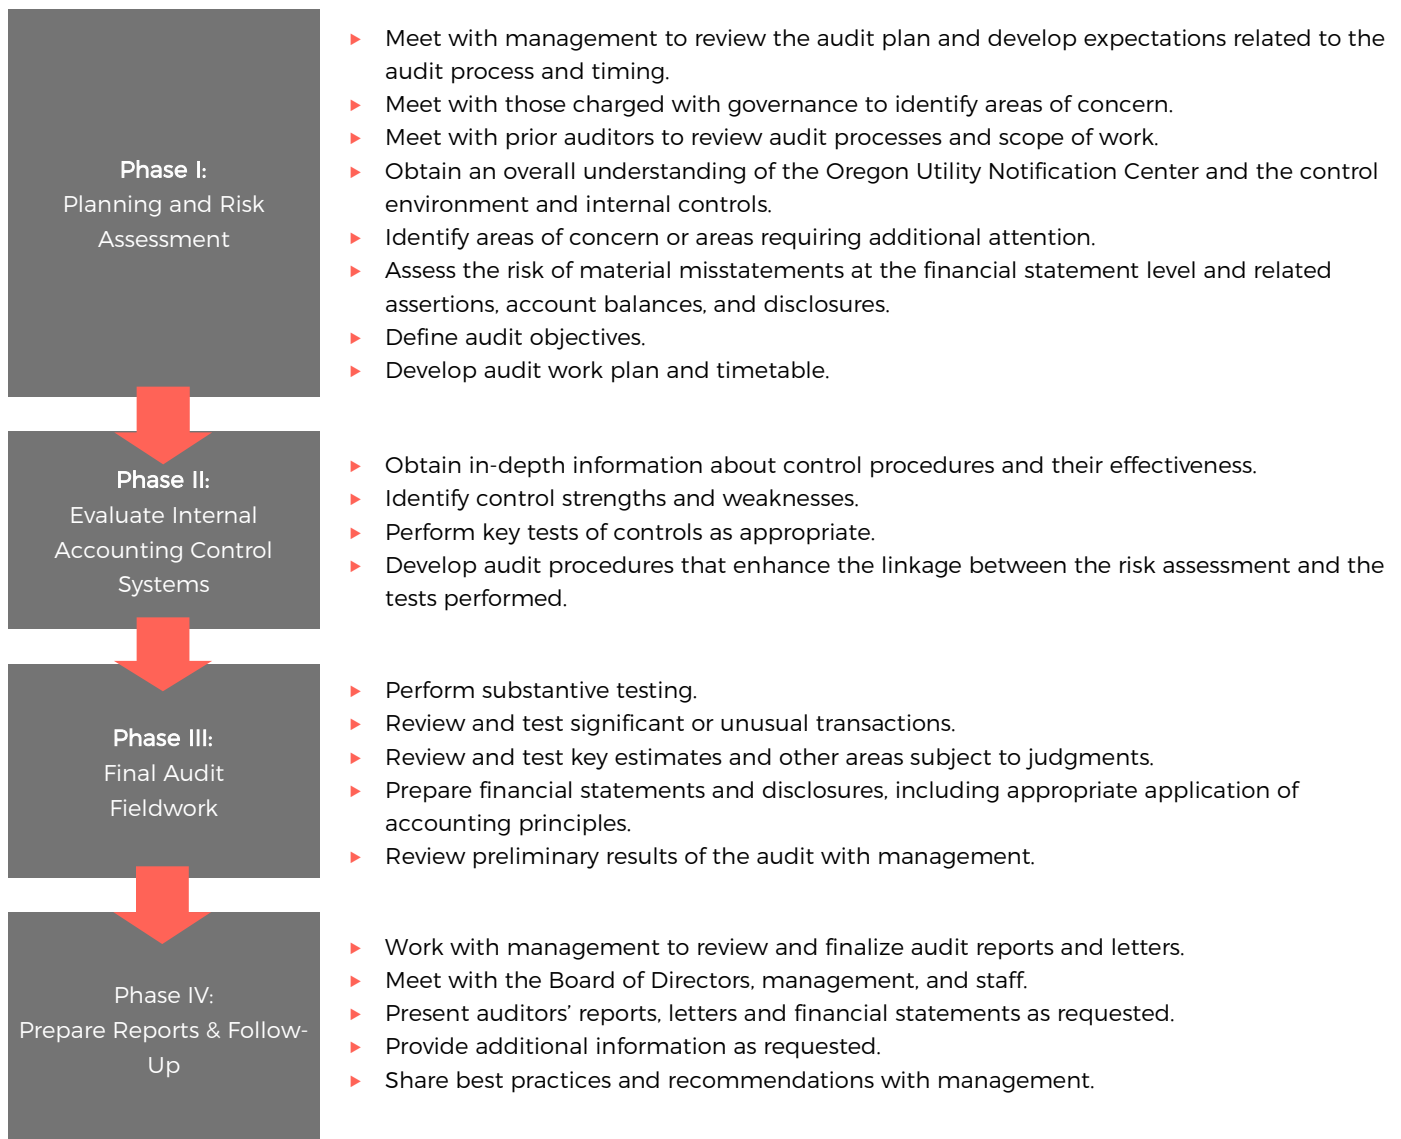 Phase I:
Planning and Risk
Assessment
Meet with management to review the audit plan and develop expectations related to the
audit process and timing.
Meet with those charged with governance to identify areas of concern.
Meet with prior auditors to review audit processes and scope of work.
Obtain an overall understanding of the Oregon Utility Notification Center and the control
environment and internal controls.
Identify areas of concern or areas requiring additional attention.
Assess the risk of material misstatements at the financial statement level and related
assertions, account balances, and disclosures.
Define audit objectives.
Develop audit work plan and timetable.
Phase II:
Evaluate Internal
Accounting Control
Systems
Obtain in-depth information about control procedures and their effectiveness.
Identify control strengths and weaknesses.
Perform key tests of controls as appropriate.
Develop audit procedures that enhance the linkage between the risk assessment and the
tests performed.
Phase III:
Final Audit
Fieldwork
Perform substantive testing.
Review and test significant or unusual transactions.
Review and test key estimates and other areas subject to judgments.
Prepare financial statements and disclosures, including appropriate application of
accounting principles.
Review preliminary results of the audit with management.
Phase IV:
Prepare Reports & Follow-
Up
Work with management to review and finalize audit reports and letters.
Meet with the Board of Directors, management, and staff.
Present auditors’ reports, letters and financial statements as requested.
Provide additional information as requested.
Share best practices and recommendations with management.